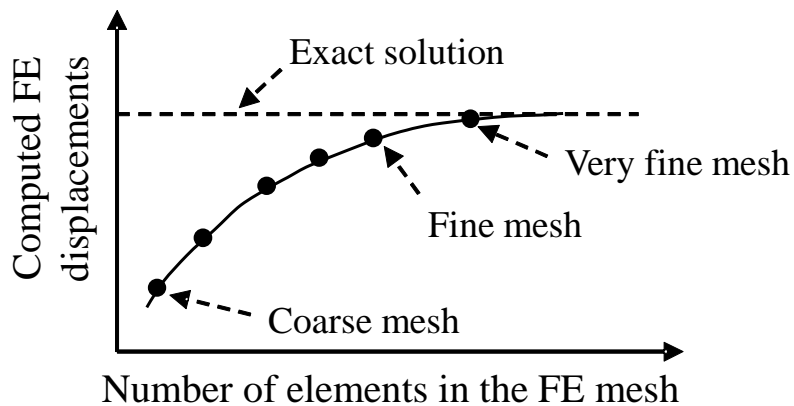 Exact solution
Computed FE
displacements
Very fine mesh
Fine mesh
Coarse mesh
Number of elements in the FE mesh